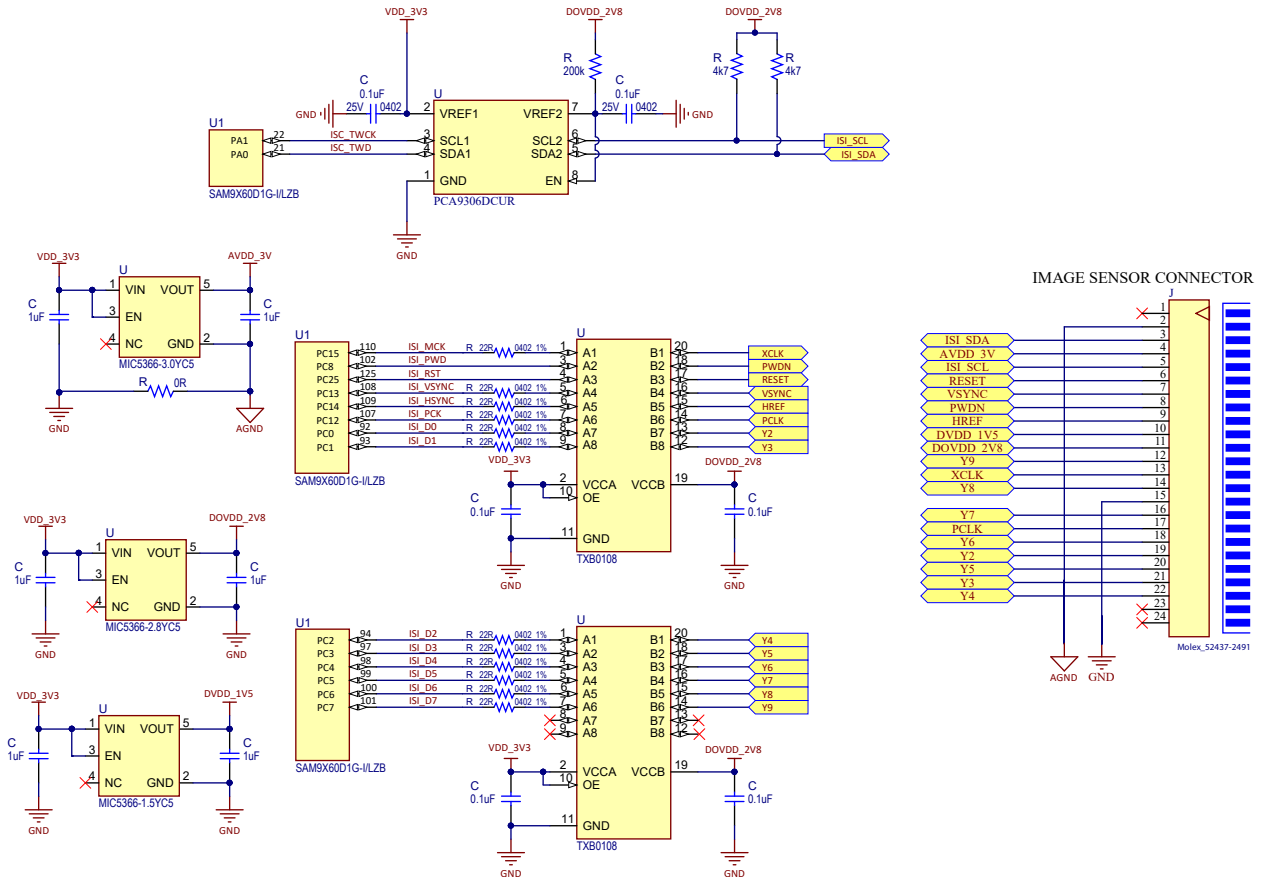 VDD_3V3
DOVDD_2V8
DOVDD_2V8
R
200k
R
4k7
R
4k7
C
0.1uF
25V 0402
GND
U
2 VREF1
VREF2 7
C
0.1uF
25V 0402
GND
U1
PA1 22 ISC_TWCK 3 SCL1
SCL2 6 ISI_SCL
PA0 21 ISC_TWD 4 SDA1
SDA2 5 ISI_SDA
1 GND
EN 8
SAM9X60D1G-I/LZB
PCA9306DCUR
GND
VDD_3V3
AVDD_3V
U
1 VIN VOUT 5
C
1uF
3 EN
4 NC GND 2
C
1uF
MIC5366-3.0YC5
R 0R
GND
AGND
VDD_3V3
DOVDD_2V8
U
1 VIN VOUT 5
C
1uF
3 EN
4 NC GND 2
C
1uF
MIC5366-2.8YC5
GND
GND
VDD_3V3
DVDD_1V5
U
1 VIN VOUT 5
C
1uF
3 EN
4 NC GND 2
C
1uF
MIC5366-1.5YC5
GND
GND
U1
U
PC15 110 ISI_MCK R 22R 0402 1% 1 A1 B1 20 XCLK
PC8 102 ISI_PWD 3 A2 B2 18 PWDN
PC25 125 ISI_RST 4 A3 B3 17 RESET
PC13 108 ISI_VSYNC R 22R 0402 1% 5 A4 B4 16 VSYNC
PC14 109 ISI_HSYNC R 22R 0402 1% 6 A5 B5 15 HREF
PC12 107 ISI_PCK R 22R 0402 1% 7 A6 B6 14 PCLK
PC0 92 ISI_D0 R 22R 0402 1% 8 A7 B7 13 Y2
PC1 93 ISI_D1 R 22R 0402 1% 9 A8 B8 12 Y3
SAM9X60D1G-I/LZB
VDD_3V3
DOVDD_2V8
2 VCCA VCCB 19
10 OE
C
0.1uF
C
0.1uF
11 GND
TXB0108
GND
GND
U1
U
PC2 94 ISI_D2 R 22R 0402 1% 1 A1 B1 20 Y4
PC3 97 ISI_D3 R 22R 0402 1% 3 A2 B2 18 Y5
PC4 98 ISI_D4 R 22R 0402 1% 4 A3 B3 17 Y6
PC5 99 ISI_D5 R 22R 0402 1% 5 A4 B4 16 Y7
PC6 100 ISI_D6 R 22R 0402 1% 6 A5 B5 15 Y8
PC7 101 ISI_D7 R 22R 0402 1% 7 A6 B6 14 Y9
8 A7 B7 13
9 A8 B8 12
SAM9X60D1G-I/LZB
VDD_3V3
DOVDD_2V8
2 VCCA VCCB 19
10 OE
C
0.1uF
C
0.1uF
11 GND
TXB0108
GND
GND
IMAGE SENSOR CONNECTOR
J
1
2
ISI_SDA 3
AVDD_3V 4
ISI_SCL 5
RESET 6
VSYNC 7
PWDN 8
HREF 9
DVDD_1V5 10
DOVDD_2V8 11
Y9 12
XCLK 13
Y8 14
15
Y7 16
PCLK 17
Y6 18
Y2 19
Y5 20
Y3 21
Y4 22
23
24
Molex_52437-2491
AGND
GND